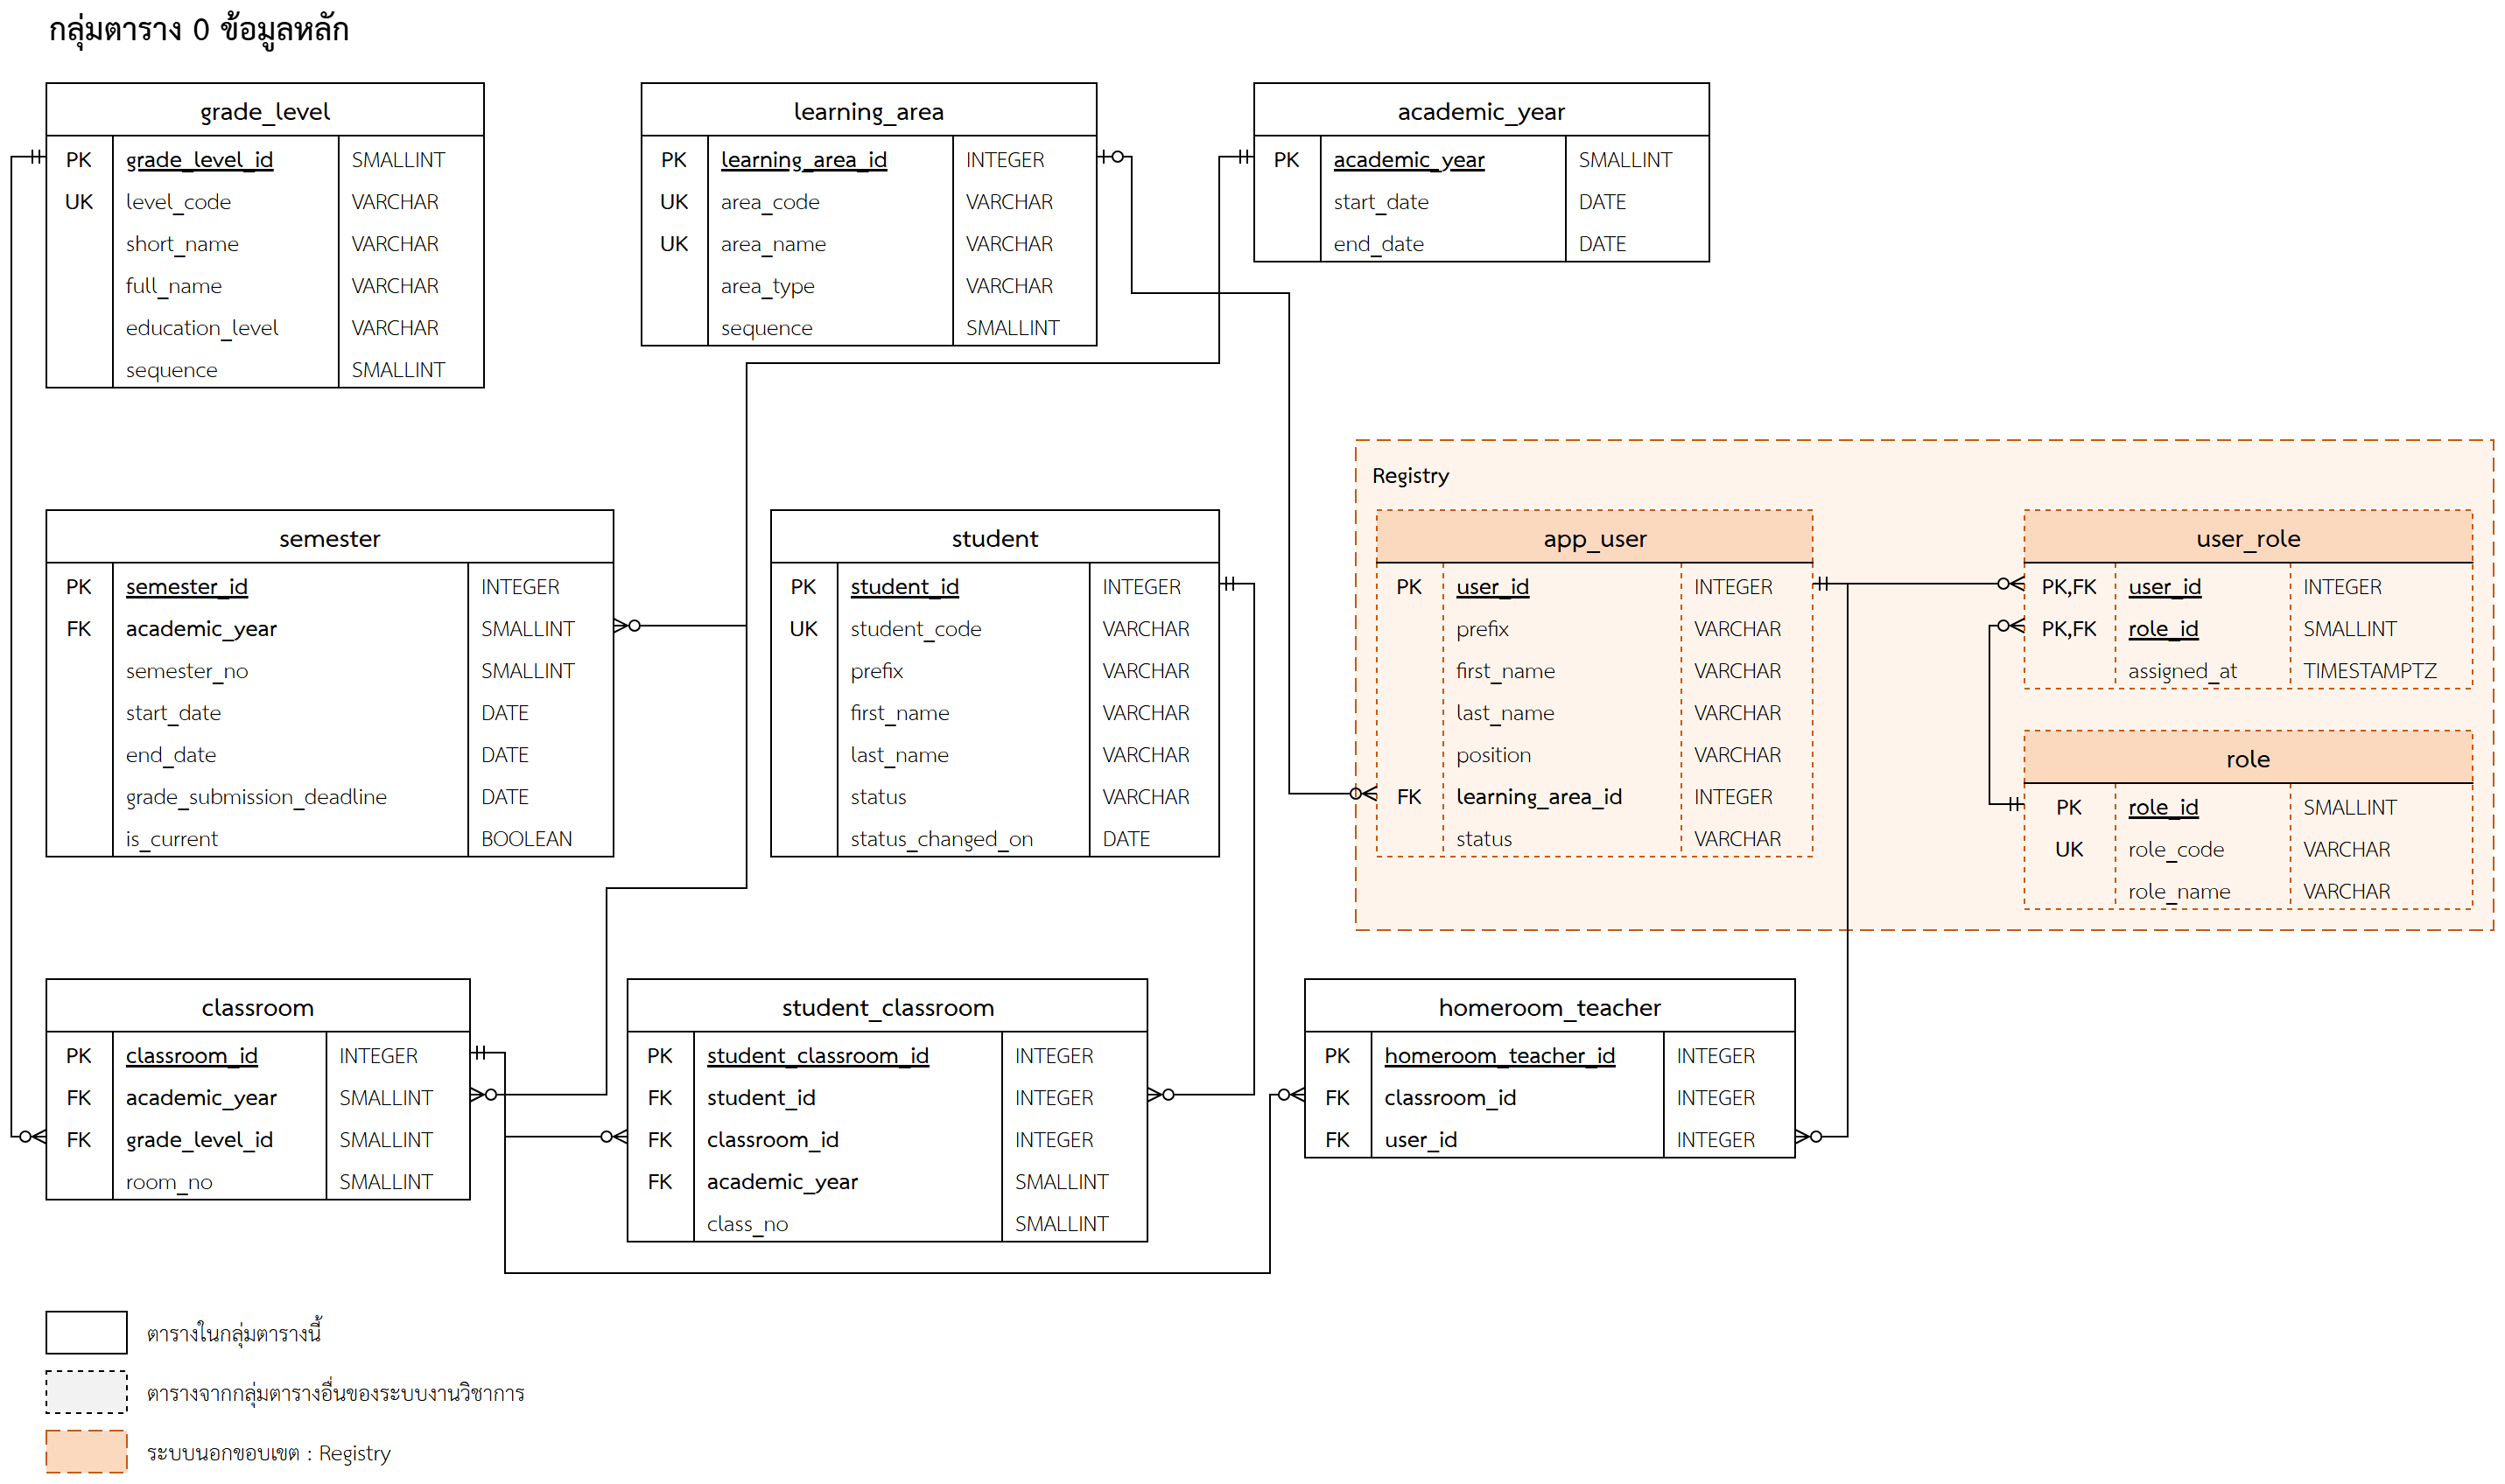 กลุ่มตาราง 0 ข้อมูลหลัก
grade_level
PK grade_level_id SMALLINT
UK level_code VARCHAR
short_name VARCHAR
full_name VARCHAR
education_level VARCHAR
sequence SMALLINT
learning_area
PK learning_area_id INTEGER
UK area_code VARCHAR
UK area_name VARCHAR
area_type VARCHAR
sequence SMALLINT
academic_year
PK academic_year SMALLINT
start_date DATE
end_date DATE
semester
PK semester_id INTEGER
FK academic_year SMALLINT
semester_no SMALLINT
start_date DATE
end_date DATE
grade_submission_deadline DATE
is_current BOOLEAN
student
PK student_id INTEGER
UK student_code VARCHAR
prefix VARCHAR
first_name VARCHAR
last_name VARCHAR
status VARCHAR
status_changed_on DATE
Registry
app_user
PK user_id INTEGER
prefix VARCHAR
first_name VARCHAR
last_name VARCHAR
position VARCHAR
FK learning_area_id INTEGER
status VARCHAR
user_role
PK,FK user_id INTEGER
PK,FK role_id SMALLINT
assigned_at TIMESTAMPTZ
role
PK role_id SMALLINT
UK role_code VARCHAR
role_name VARCHAR
classroom
PK classroom_id INTEGER
FK academic_year SMALLINT
FK grade_level_id SMALLINT
room_no SMALLINT
student_classroom
PK student_classroom_id INTEGER
FK student_id INTEGER
FK classroom_id INTEGER
FK academic_year SMALLINT
class_no SMALLINT
homeroom_teacher
PK homeroom_teacher_id INTEGER
FK classroom_id INTEGER
FK user_id INTEGER
ตารางในกลุ่มตารางนี้
ตารางจากกลุ่มตารางอื่นของระบบงานวิชาการ
ระบบนอกขอบเขต : Registry